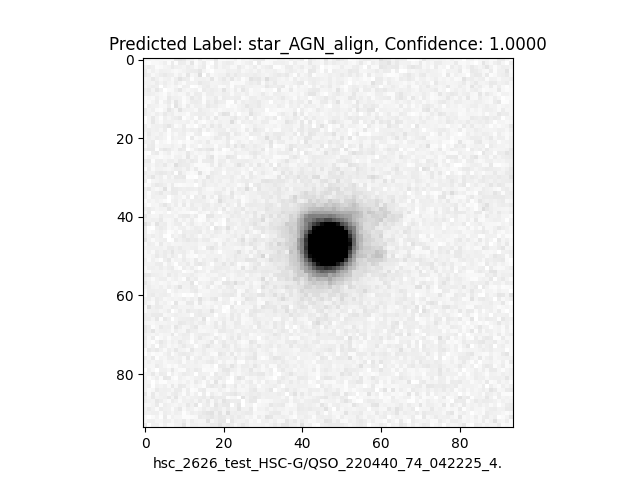 Predicted Label: star_AGN_align, Confidence: 1.0000
0
20
40
60
80
0 20 40 60 80
hsc_2626_test_HSC-G/QSO_220440_74_042225_4.